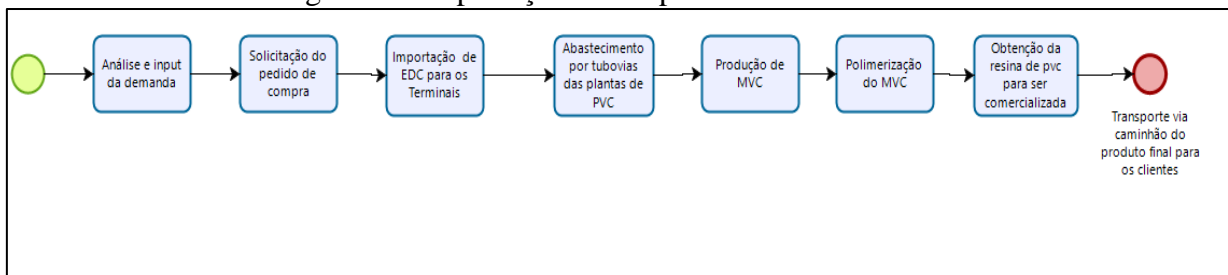 Análise e input
da demanda
Solicitação do
pedido de
compra
Importação de
EDC para os
Terminais
Abastecimento
por tubovias
das plantas de
PVC
Produção de
MVC
Polimerização
do MVC
Obtenção da
resina de pvc
para ser
comercializada
Transporte via
caminhão do
produto final para
os clientes